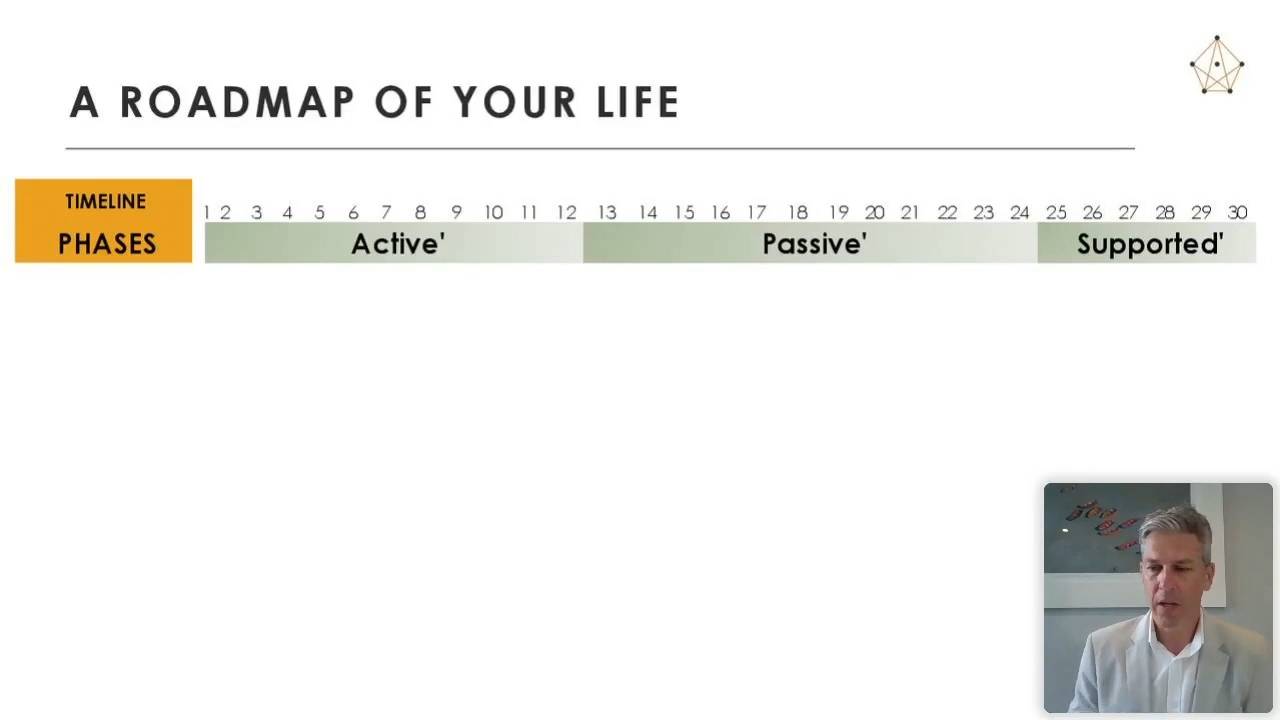 A ROADMAP OF YOUR LIFE
TIMELINE
1 2 3 4 5 6 7 8 9 10 11 12 13 14 15 16 17 18 19 20 21 22 23 24 25 26 27 28 29 30
PHASES Active' Passive' Supported'